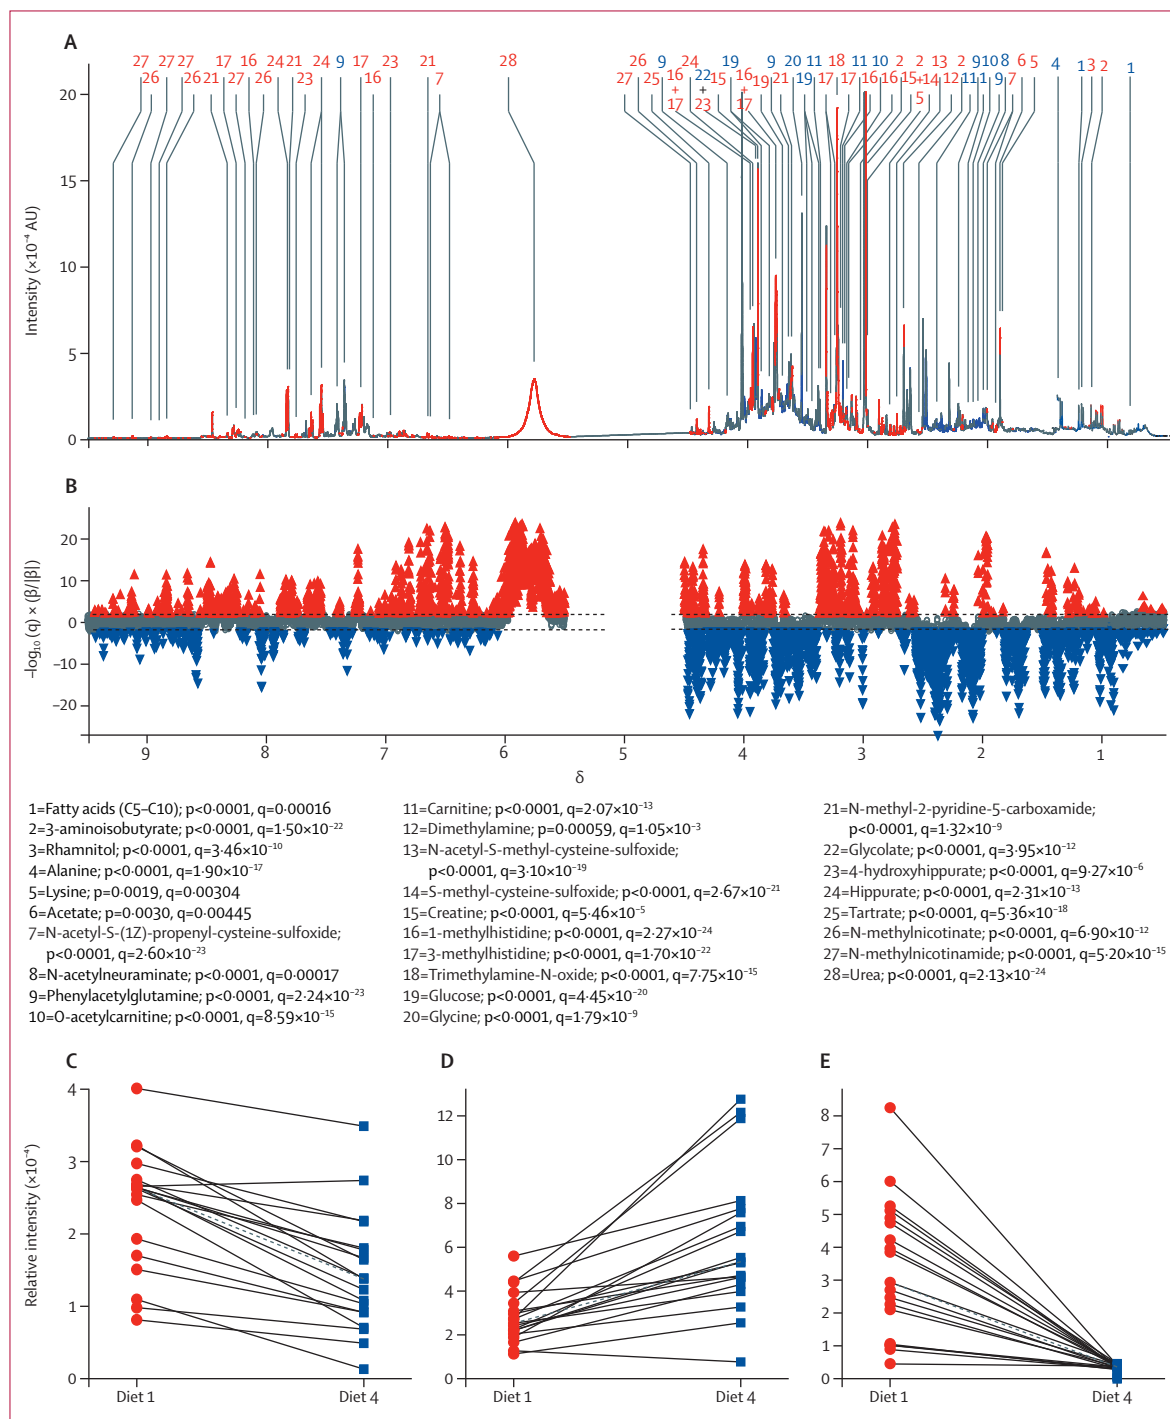 A
27 27 27 17 16 24 21 24 9 17 23 21 28 26 9 24 19 9 20 11 18 11 10 2 2 13 2 9 10 8 6 5 4 1 3 2 1
26 26 26 21 27 26 23 16 7 27 25 16 + 17 22 + 23 15 16 + 17 19 21 19 17 17 16 16 15 + 5 14 12 11 1 9 7
Intensity (×10⁻⁴ AU)
20
15
10
5
0
9 8 7 6 5 4 3 2 1
B
–log₁₀ (q) × (β/|β|)
20
10
0
–10
–20
9 8 7 6 5 4 3 2 1
δ
1=Fatty acids (C5–C10); p<0·0001, q=0·00016
2=3-aminoisobutyrate; p<0·0001, q=1·50×10⁻²²
3=Rhamnitol; p<0·0001, q=3·46×10⁻¹⁰
4=Alanine; p<0·0001, q=1·90×10⁻¹⁷
5=Lysine; p=0·0019, q=0·00304
6=Acetate; p=0·0030, q=0·00445
7=N-acetyl-S-(1Z)-propenyl-cysteine-sulfoxide;
p<0·0001, q=2·60×10⁻²³
8=N-acetylneuraminate; p<0·0001, q=0·00017
9=Phenylacetylglutamine; p<0·0001, q=2·24×10⁻²³
10=O-acetylcarnitine; p<0·0001, q=8·59×10⁻¹⁵
11=Carnitine; p<0·0001, q=2·07×10⁻¹³
12=Dimethylamine; p=0·00059, q=1·05×10⁻³
13=N-acetyl-S-methyl-cysteine-sulfoxide;
p<0·0001, q=3·10×10⁻¹⁹
14=S-methyl-cysteine-sulfoxide; p<0·0001, q=2·67×10⁻²¹
15=Creatine; p<0·0001, q=5·46×10⁻⁵
16=1-methylhistidine; p<0·0001, q=2·27×10⁻²⁴
17=3-methylhistidine; p<0·0001, q=1·70×10⁻²²
18=Trimethylamine-N-oxide; p<0·0001, q=7·75×10⁻¹⁵
19=Glucose; p<0·0001, q=4·45×10⁻²⁰
20=Glycine; p<0·0001, q=1·79×10⁻⁹
21=N-methyl-2-pyridine-5-carboxamide;
p<0·0001, q=1·32×10⁻⁹
22=Glycolate; p<0·0001, q=3·95×10⁻¹²
23=4-hydroxyhippurate; p<0·0001, q=9·27×10⁻⁶
24=Hippurate; p<0·0001, q=2·31×10⁻¹³
25=Tartrate; p<0·0001, q=5·36×10⁻¹⁸
26=N-methylnicotinate; p<0·0001, q=6·90×10⁻¹²
27=N-methylnicotinamide; p<0·0001, q=5·20×10⁻¹⁵
28=Urea; p<0·0001, q=2·13×10⁻²⁴
C
Relative intensity (×10⁻⁴)
4
3
2
1
0
Diet 1 Diet 4
D
12
10
8
6
4
2
0
Diet 1 Diet 4
E
8
7
6
5
4
3
2
1
0
Diet 1 Diet 4